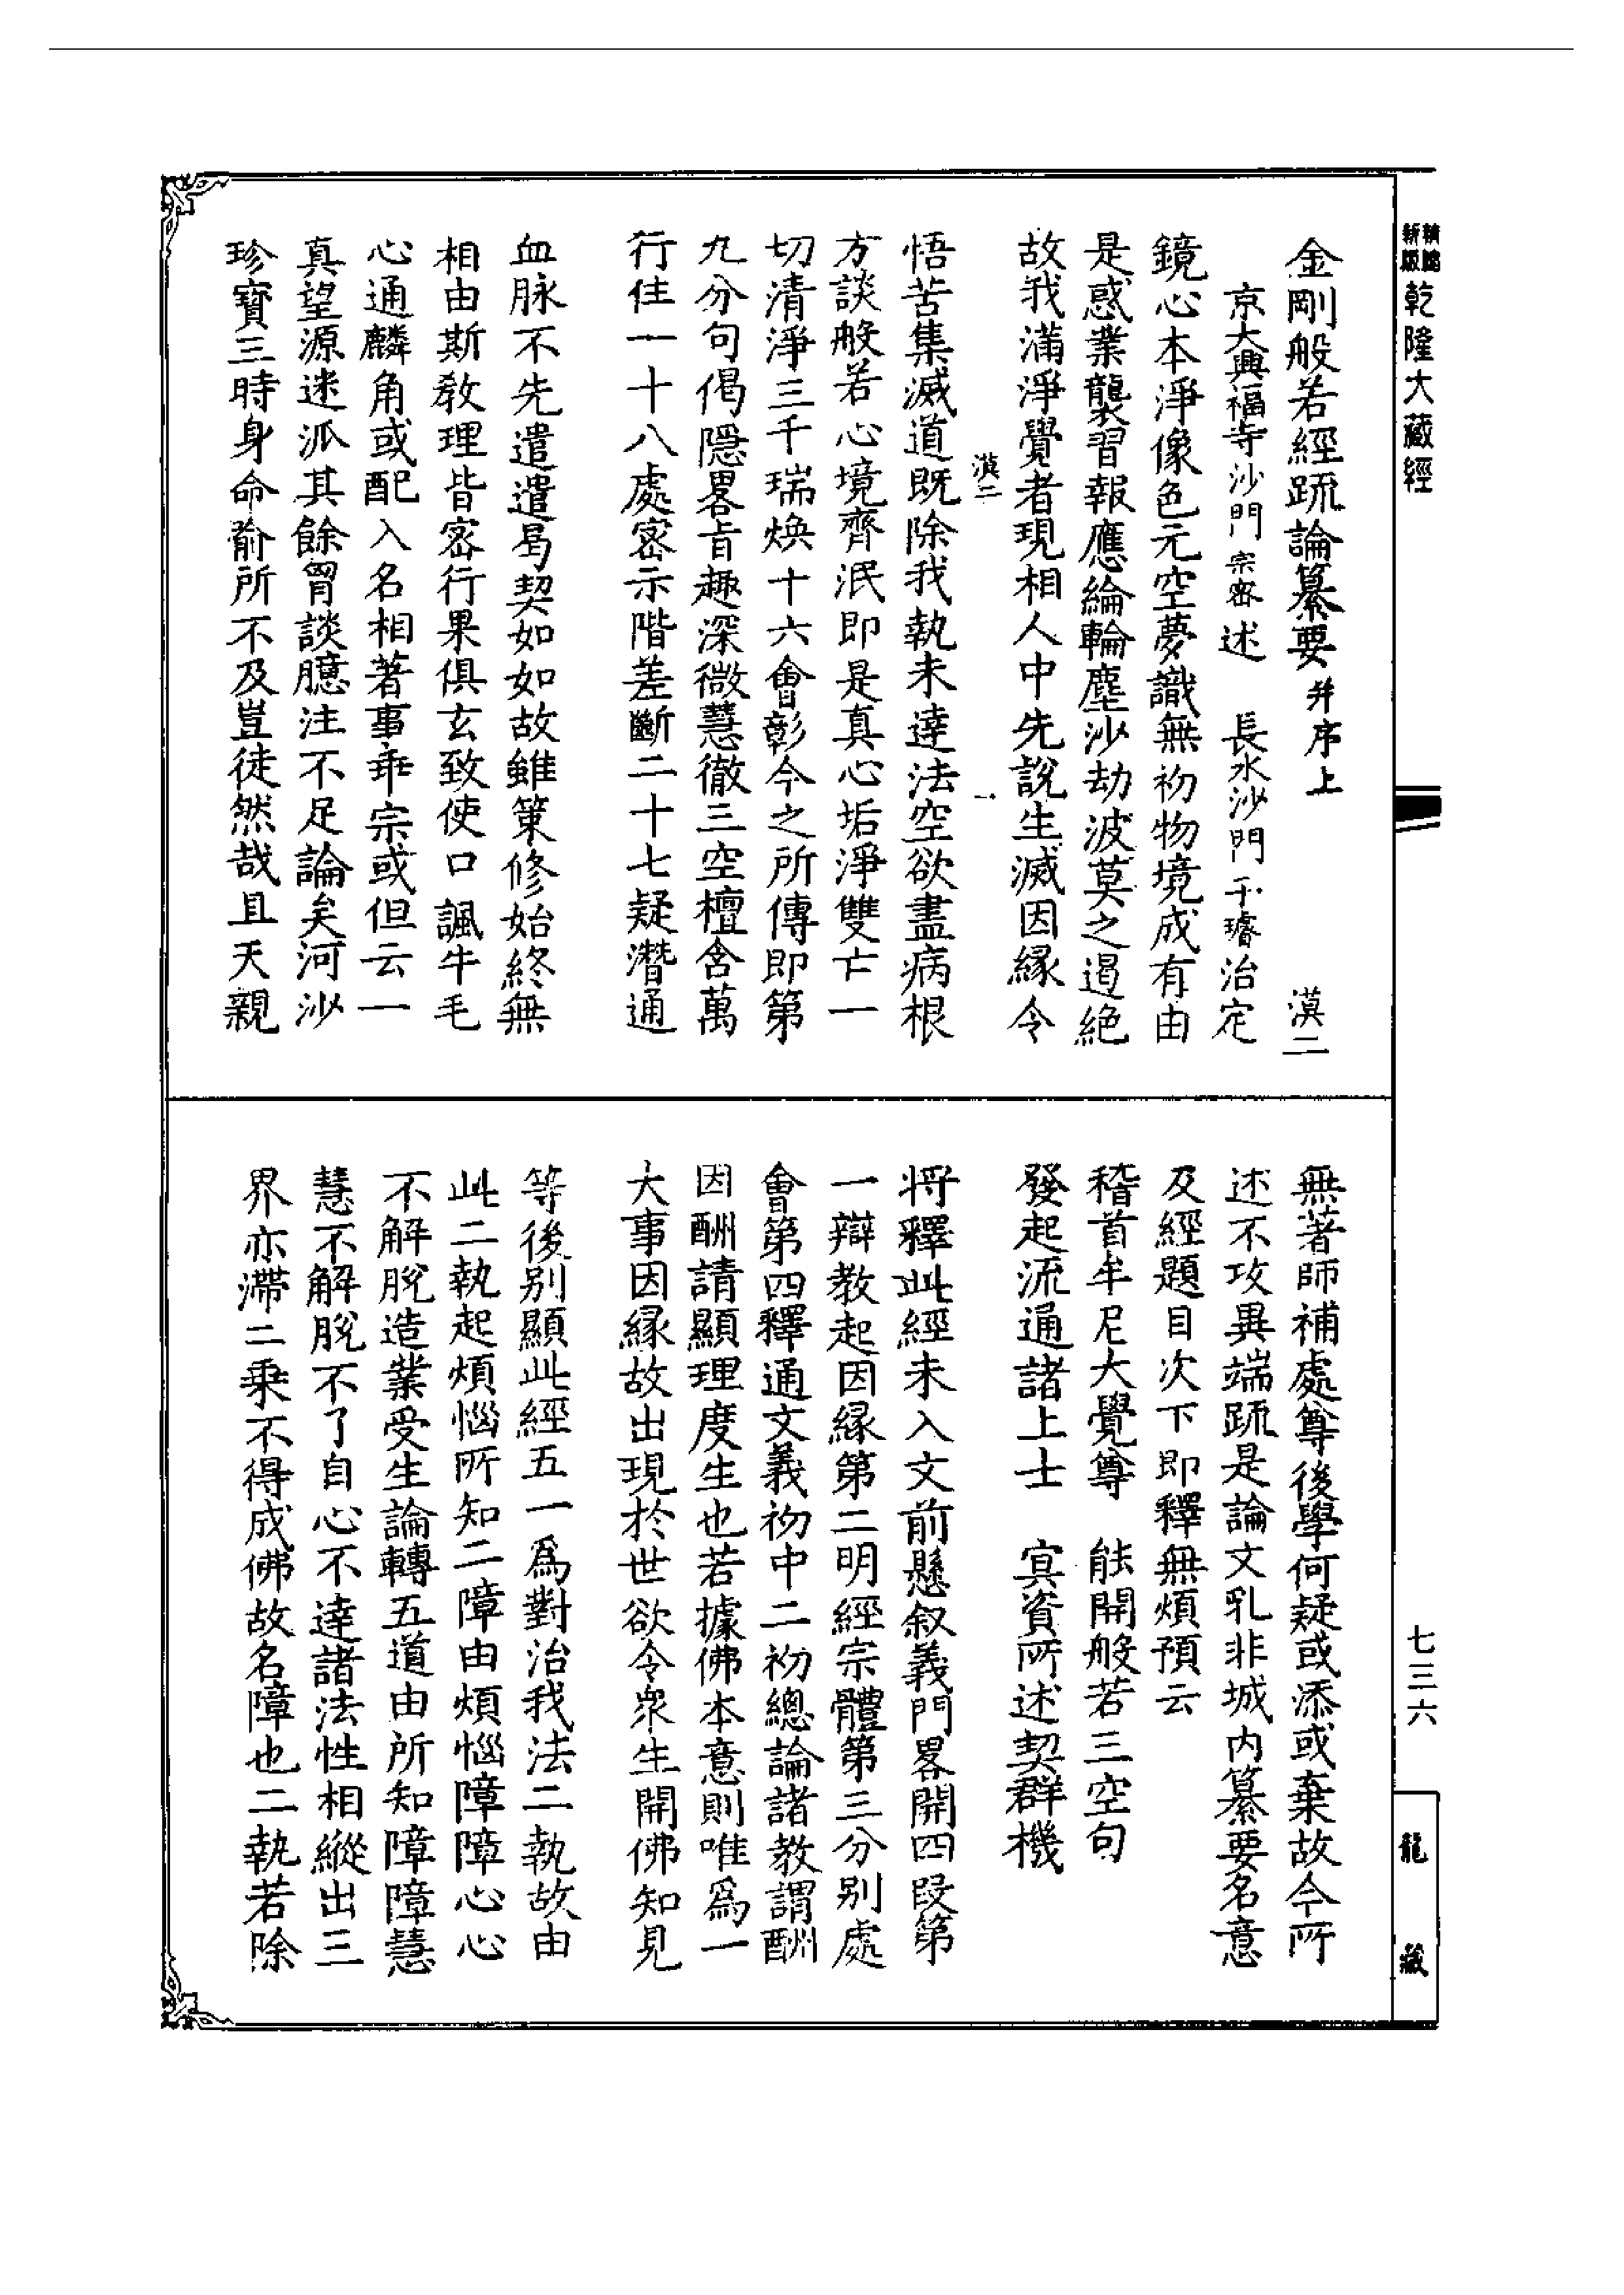 精圖新版乾隆大藏經
金剛般若經疏論纂要并序上　漠二
京大興福寺沙門宗密述　長水沙門子璿治定
鏡心本淨像色元空夢識無初物境成有由
是惑業襲習報應綸輪塵沙劫波莫之遏絕
故我滿淨覺者現相人中先說生滅因緣令
漠二　一
悟苦集滅道既除我執未達法空欲盡病根
方談般若心境齊泯即是真心垢淨雙亡一
切清淨三千瑞煥十六會彰今之所傳即第
九分句偈隱畧旨趣深微慧徹三空檀含萬
行住一十八處密示階差斷二十七疑潛通
血脉不先遣遣曷契如如故雖策修始終無
相由斯教理皆密行果俱玄致使口諷牛毛
心通麟角或配入名相著事乖宗或但云一
真望源迷派其餘胷談臆注不足論矣河沙
珍寶三時身命喻所不及豈徒然哉且天親
無著師補處尊後學何疑或添或棄故今所
述不攻異端疏是論文乳非城內纂要名意
及經題目次下即釋無煩預云
稽首牟尼大覺尊　能開般若三空句
發起流通諸上士　冥資所述契群機
將釋此經未入文前懸叙義門畧開四段第
一辯教起因緣第二明經宗體第三分別處
會第四釋通文義初中二初總論諸教謂酬
因酬請顯理度生也若據佛本意則唯爲一
大事因緣故出現於世欲令衆生開佛知見
等後別顯此經五一爲對治我法二執故由
此二執起煩惱所知二障由煩惱障障心心
不解脫造業受生論轉五道由所知障障慧
慧不解脫不了自心不達諸法性相縱出三
界亦滯二乘不得成佛故名障也二執若除
七三六
龍藏